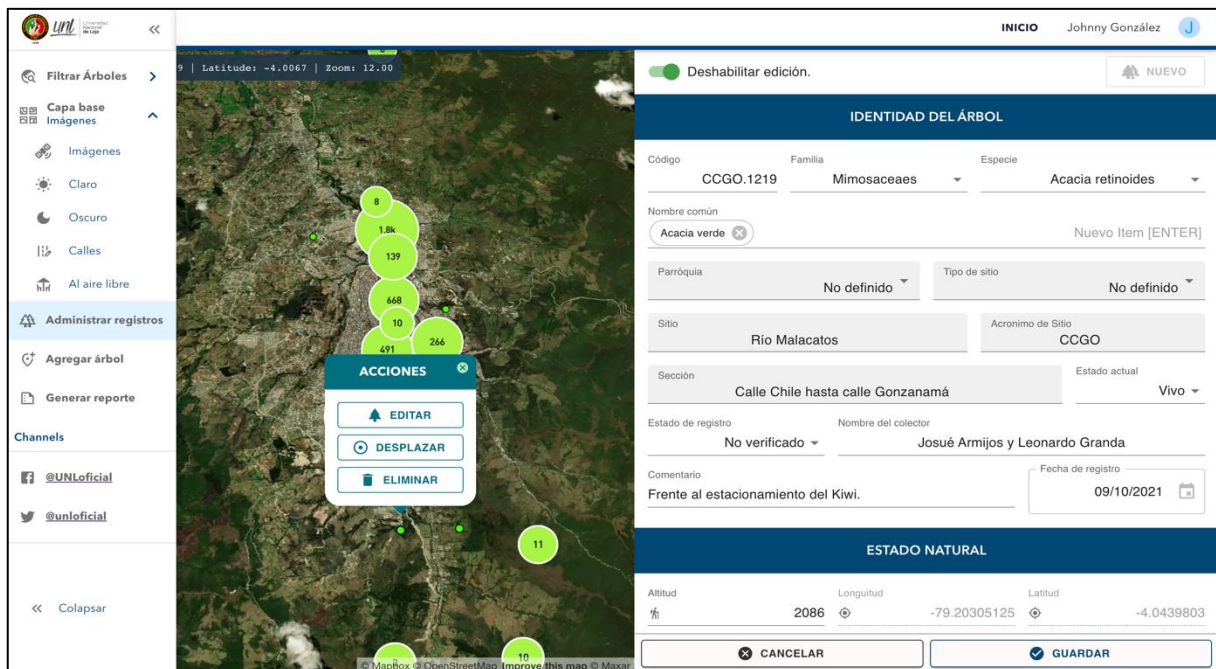 unl
Universidad
Nacional
de Loja
INICIO
Johnny González
J
Filtrar Árboles
Capa base
Imágenes
Imágenes
Claro
Oscuro
Calles
Al aire libre
Administrar registros
Agregar árbol
Generar reporte
Channels
@UNLoficial
@unloficial
Colapsar
9 | Latitude: -4.0067 | Zoom: 12.00
8
1.8k
139
668
10
491
266
ACCIONES
EDITAR
DESPLAZAR
ELIMINAR
11
10
© Mapbox © OpenStreetMap Improve this map © Maxar
Deshabilitar edición.
NUEVO
IDENTIDAD DEL ÁRBOL
Código Familia Especie
CCGO.1219 Mimosaceaes Acacia retinoides
Nombre común
Acacia verde Nuevo Item [ENTER]
Parróquia Tipo de sitio
No definido No definido
Sitio Acronimo de Sitio
Río Malacatos CCGO
Sección Estado actual
Calle Chile hasta calle Gonzanamá Vivo
Estado de registro Nombre del colector
No verificado Josué Armijos y Leonardo Granda
Comentario Fecha de registro
Frente al estacionamiento del Kiwi. 09/10/2021
ESTADO NATURAL
Altitud Longuitud Latitud
2086 -79.20305125 -4.0439803
CANCELAR GUARDAR